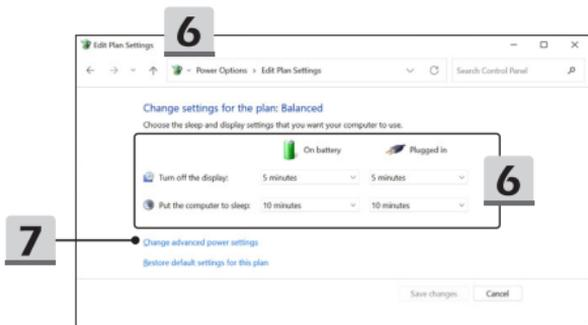 6
Edit Plan Settings
Power Options > Edit Plan Settings
Search Control Panel
Change settings for the plan: Balanced
Choose the sleep and display settings that you want your computer to use.
On battery Plugged in
Turn off the display: 5 minutes 5 minutes
6
Put the computer to sleep: 10 minutes 10 minutes
7
Change advanced power settings
Restore default settings for this plan
Save changes Cancel